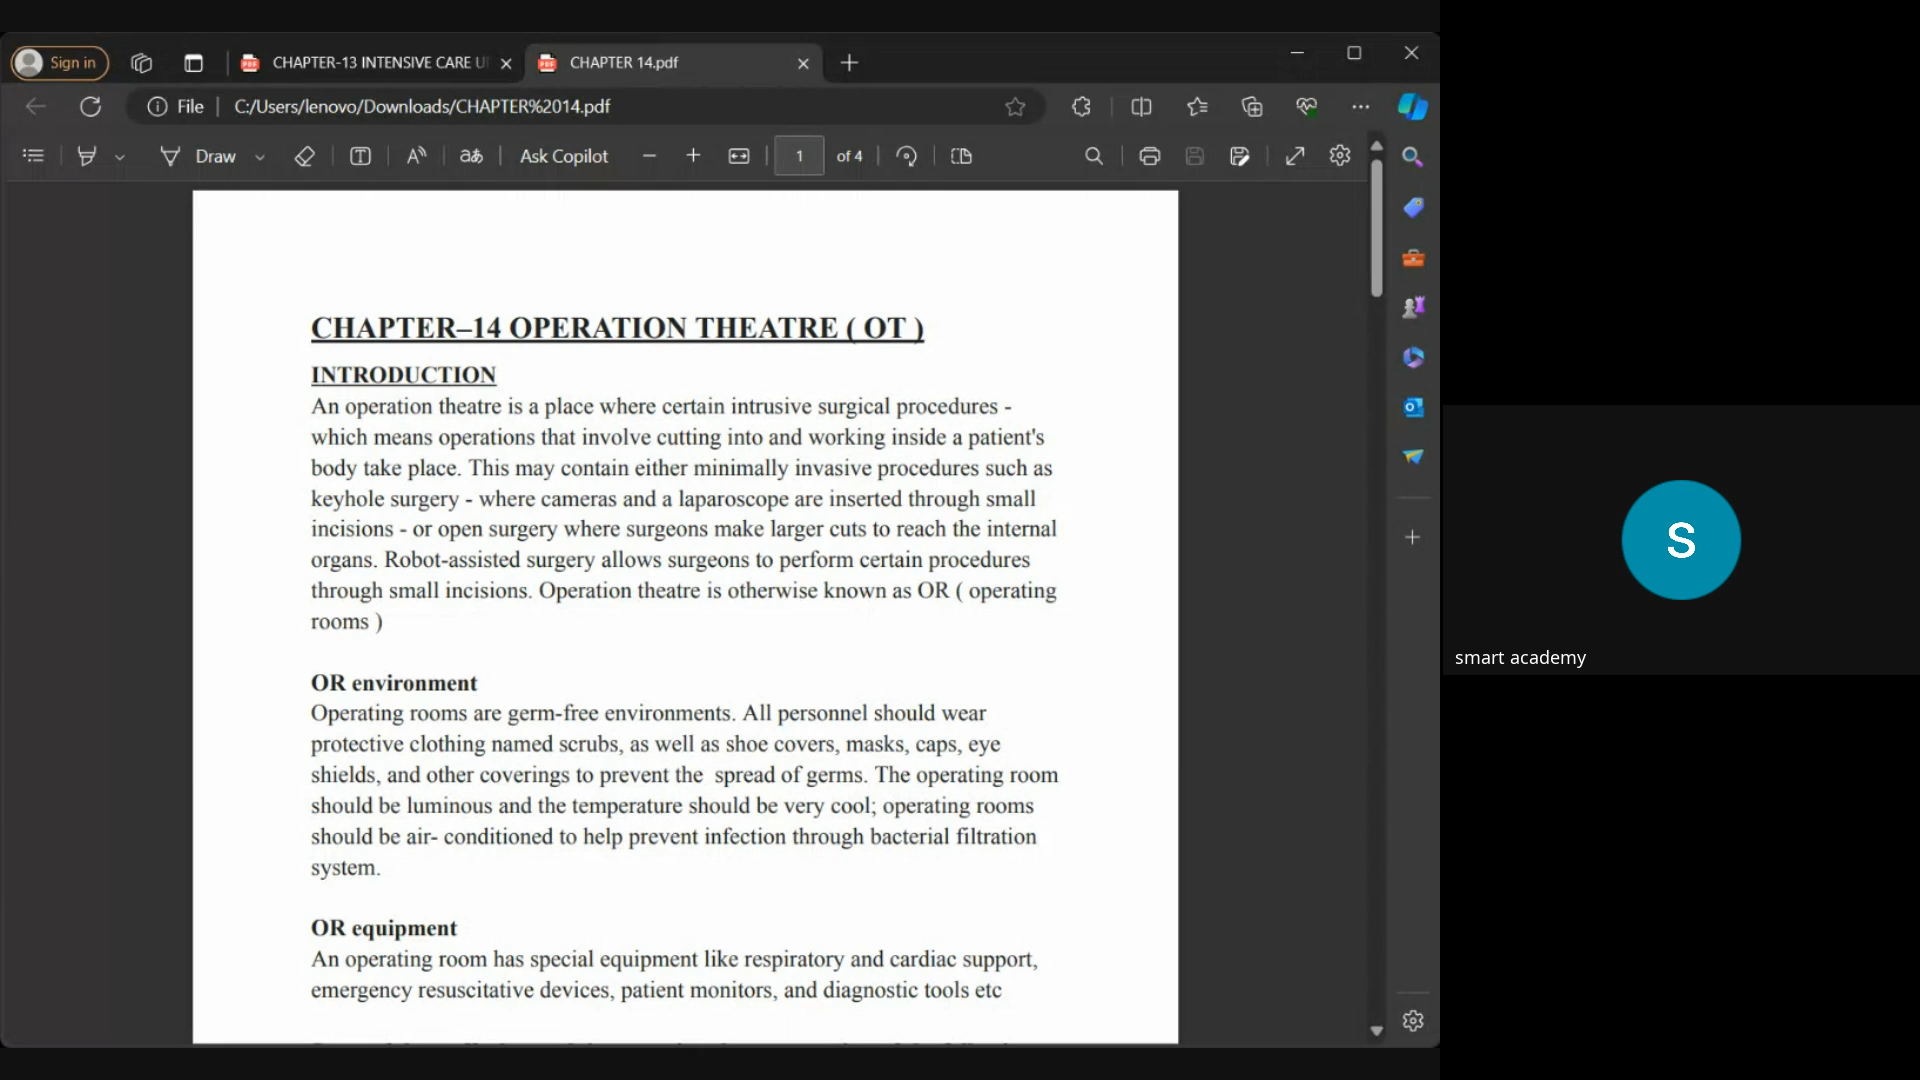 Sign in
CHAPTER-13 INTENSIVE CARE U
CHAPTER 14.pdf
File
C:/Users/lenovo/Downloads/CHAPTER%2014.pdf
Draw
Ask Copilot
1
of 4
CHAPTER–14 OPERATION THEATRE ( OT )
INTRODUCTION
An operation theatre is a place where certain intrusive surgical procedures -
which means operations that involve cutting into and working inside a patient's
body take place. This may contain either minimally invasive procedures such as
keyhole surgery - where cameras and a laparoscope are inserted through small
incisions - or open surgery where surgeons make larger cuts to reach the internal
organs. Robot-assisted surgery allows surgeons to perform certain procedures
through small incisions. Operation theatre is otherwise known as OR ( operating
rooms )
OR environment
Operating rooms are germ-free environments. All personnel should wear
protective clothing named scrubs, as well as shoe covers, masks, caps, eye
shields, and other coverings to prevent the  spread of germs. The operating room
should be luminous and the temperature should be very cool; operating rooms
should be air- conditioned to help prevent infection through bacterial filtration
system.
OR equipment
An operating room has special equipment like respiratory and cardiac support,
emergency resuscitative devices, patient monitors, and diagnostic tools etc
S
smart academy